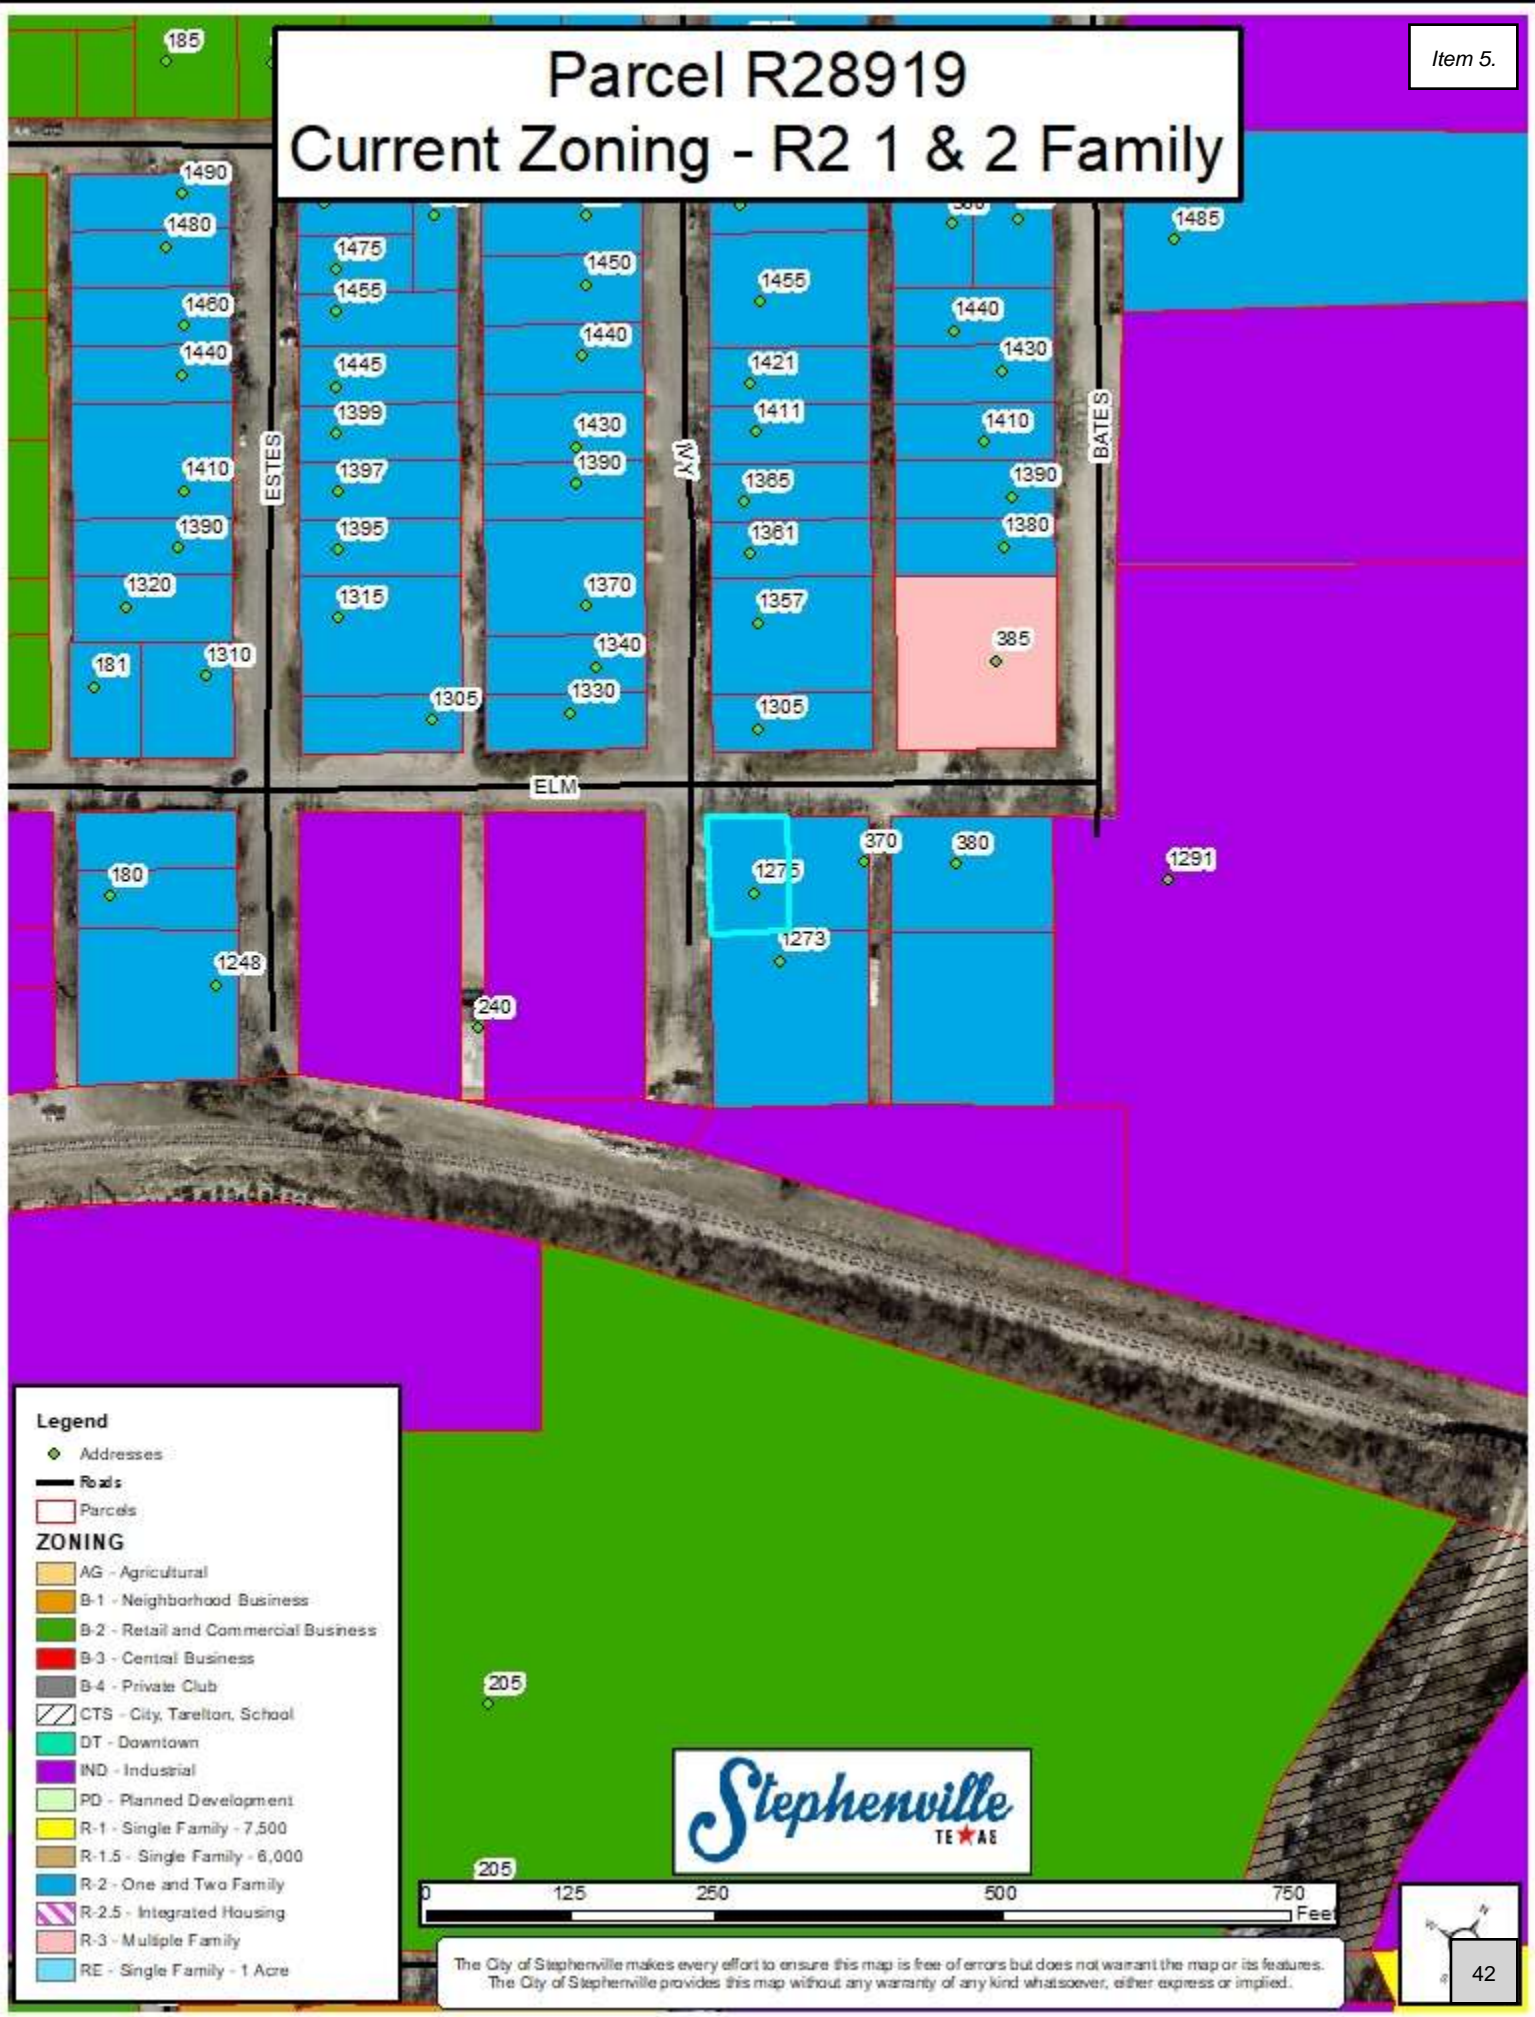 Parcel R28919
Current Zoning - R2 1 & 2 Family
Item 5.
185
1490
1480
1460
1440
1410
1390
1320
181
1310
ESTES
1475
1455
1445
1399
1397
1395
1315
1305
1450
1440
1430
1390
1370
1340
1330
WY
1455
1421
1411
1365
1361
1357
1305
1440
1430
1410
1390
1380
385
BATES
1485
ELM
180
1248
240
1275
370
380
1273
1291
205
205
Legend
Addresses
Roads
Parcels
ZONING
AG - Agricultural
B-1 - Neighborhood Business
B-2 - Retail and Commercial Business
B-3 - Central Business
B-4 - Private Club
CTS - City, Tarelton, School
DT - Downtown
IND - Industrial
PD - Planned Development
R-1 - Single Family - 7,500
R-1.5 - Single Family - 6,000
R-2 - One and Two Family
R-2.5 - Integrated Housing
R-3 - Multiple Family
RE - Single Family - 1 Acre
Stephenville
TEXAS
0 125 250 500 750
Feet
The City of Stephenville makes every effort to ensure this map is free of errors but does not warrant the map or its features.
The City of Stephenville provides this map without any warranty of any kind whatsoever, either express or implied.
N
42